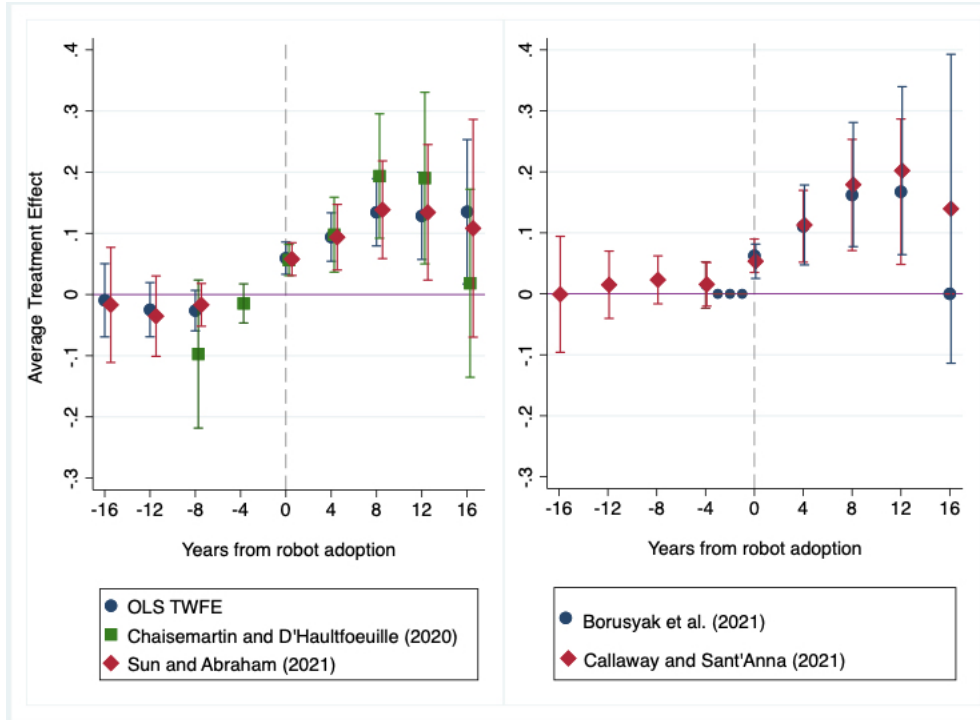 Average Treatment Effect
.4
.3
.2
.1
0
-.1
-.2
-.3
-16 -12 -8 -4 0 4 8 12 16
Years from robot adoption
OLS TWFE
Chaisemartin and D'Haultfoeuille (2020)
Sun and Abraham (2021)
.4
.3
.2
.1
0
-.1
-.2
-.3
-16 -12 -8 -4 0 4 8 12 16
Years from robot adoption
Borusyak et al. (2021)
Callaway and Sant'Anna (2021)